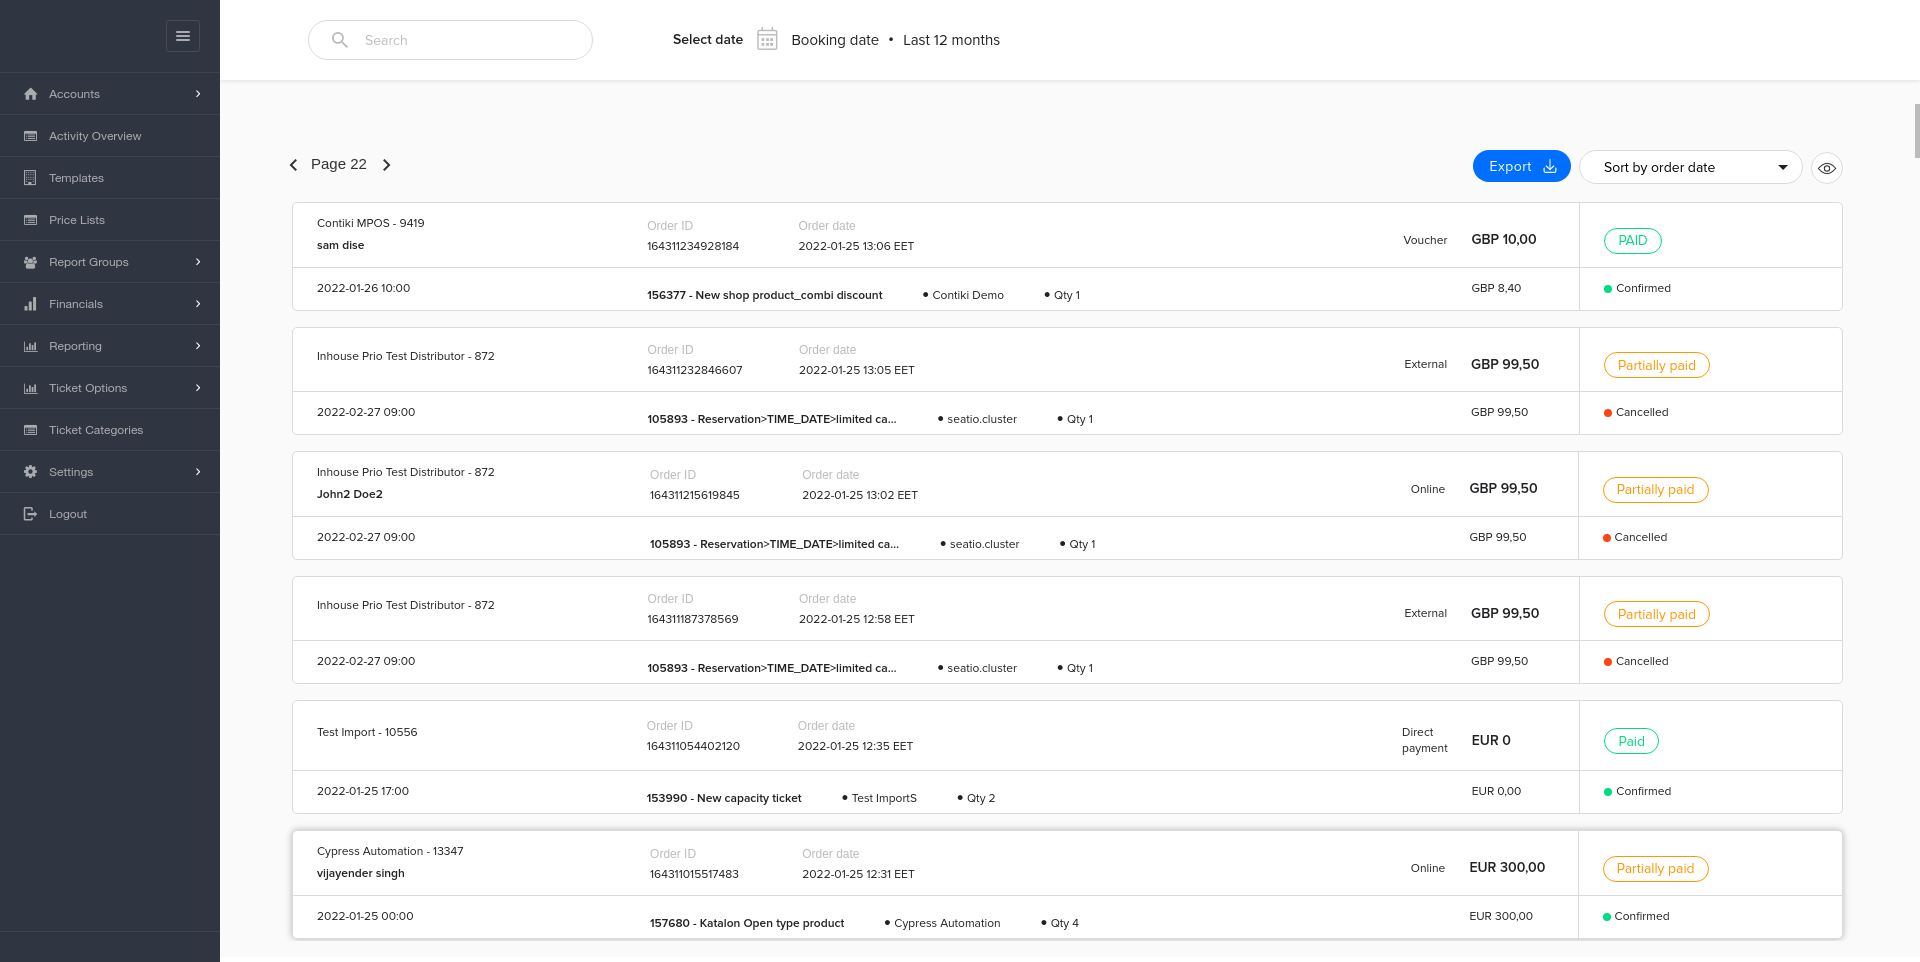 Search
Select date Booking date • Last 12 months
Accounts
Activity Overview
Templates
Price Lists
Report Groups
Financials
Reporting
Ticket Options
Ticket Categories
Settings
Logout
Page 22
Export
Sort by order date
Contiki MPOS - 9419
sam dise
Order ID
164311234928184
Order date
2022-01-25 13:06 EET
Voucher
GBP 10,00
PAID
2022-01-26 10:00
156377 - New shop product_combi discount • Contiki Demo • Qty 1
GBP 8,40
Confirmed
Inhouse Prio Test Distributor - 872
Order ID
164311232846607
Order date
2022-01-25 13:05 EET
External
GBP 99,50
Partially paid
2022-02-27 09:00
105893 - Reservation>TIME_DATE>limited ca... • seatio.cluster • Qty 1
GBP 99,50
Cancelled
Inhouse Prio Test Distributor - 872
John2 Doe2
Order ID
164311215619845
Order date
2022-01-25 13:02 EET
Online
GBP 99,50
Partially paid
2022-02-27 09:00
105893 - Reservation>TIME_DATE>limited ca... • seatio.cluster • Qty 1
GBP 99,50
Cancelled
Inhouse Prio Test Distributor - 872
Order ID
164311187378569
Order date
2022-01-25 12:58 EET
External
GBP 99,50
Partially paid
2022-02-27 09:00
105893 - Reservation>TIME_DATE>limited ca... • seatio.cluster • Qty 1
GBP 99,50
Cancelled
Test Import - 10556
Order ID
164311054402120
Order date
2022-01-25 12:35 EET
Direct
payment
EUR 0
Paid
2022-01-25 17:00
153990 - New capacity ticket • Test ImportS • Qty 2
EUR 0,00
Confirmed
Cypress Automation - 13347
vijayender singh
Order ID
164311015517483
Order date
2022-01-25 12:31 EET
Online
EUR 300,00
Partially paid
2022-01-25 00:00
157680 - Katalon Open type product • Cypress Automation • Qty 4
EUR 300,00
Confirmed